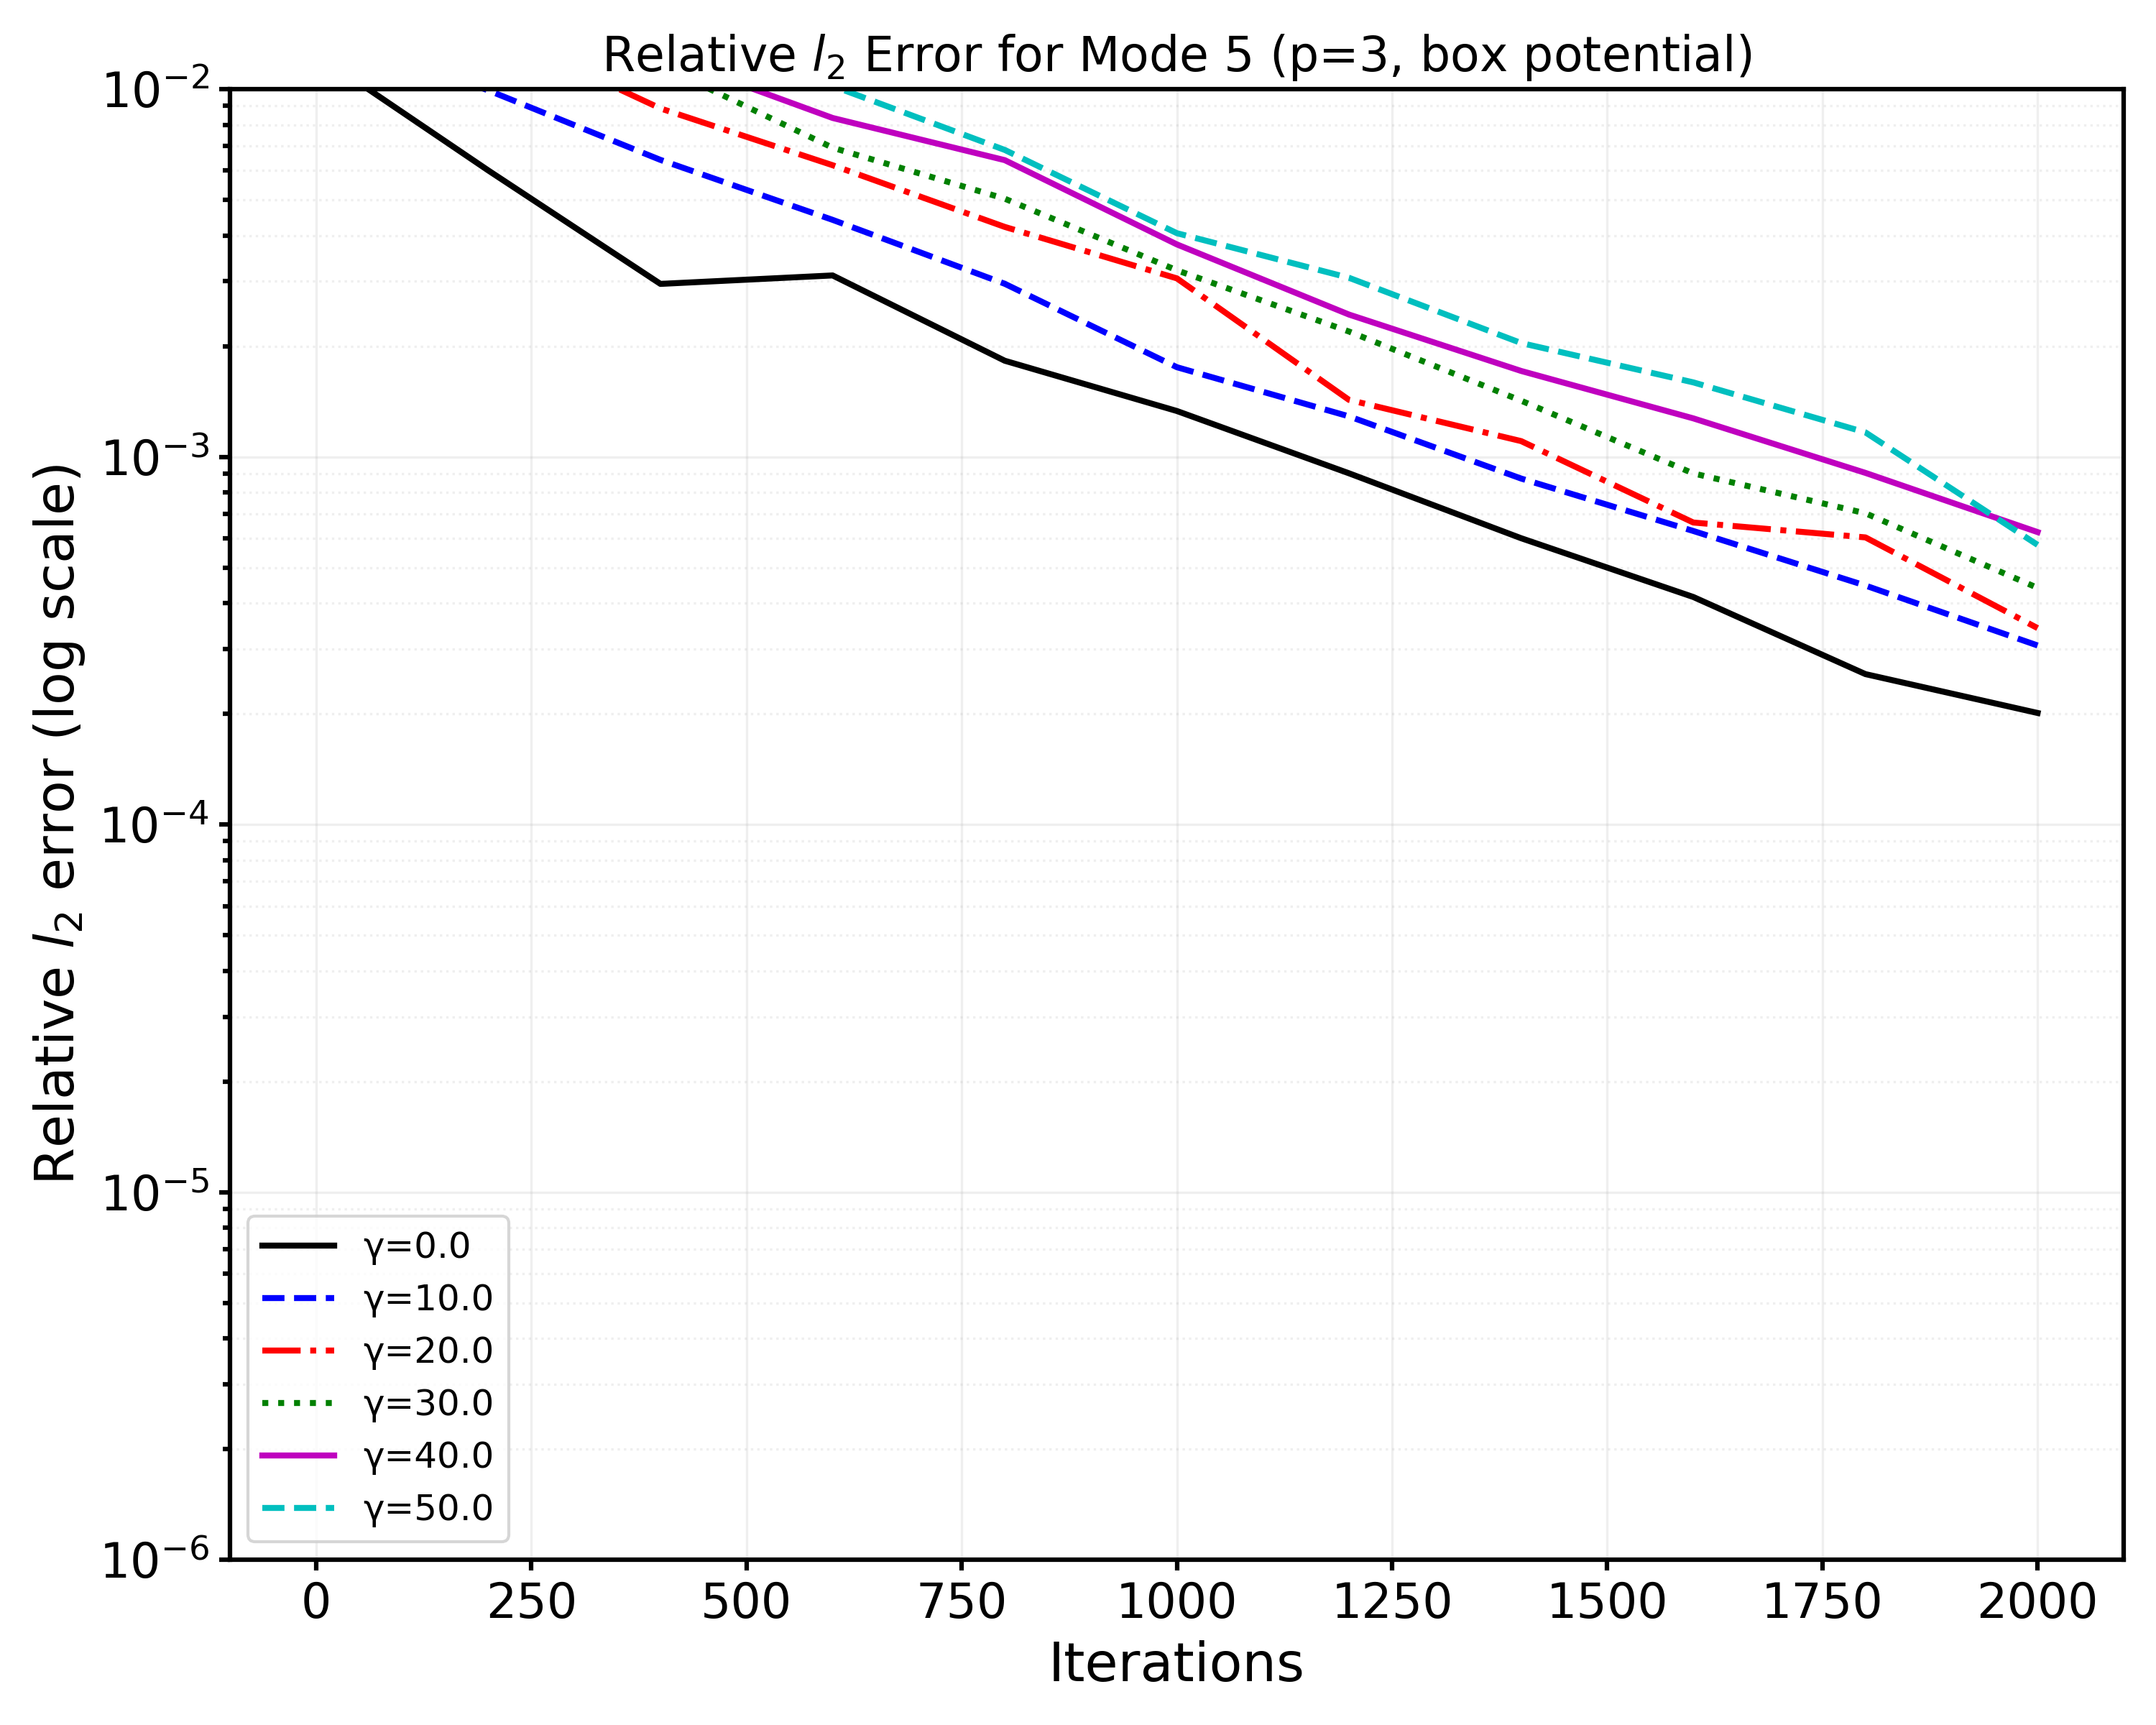 Relative l₂ Error for Mode 5 (p=3, box potential)
Relative l₂ error (log scale)
10⁻²
10⁻³
10⁻⁴
10⁻⁵
10⁻⁶
γ=0.0
γ=10.0
γ=20.0
γ=30.0
γ=40.0
γ=50.0
0 250 500 750 1000 1250 1500 1750 2000
Iterations